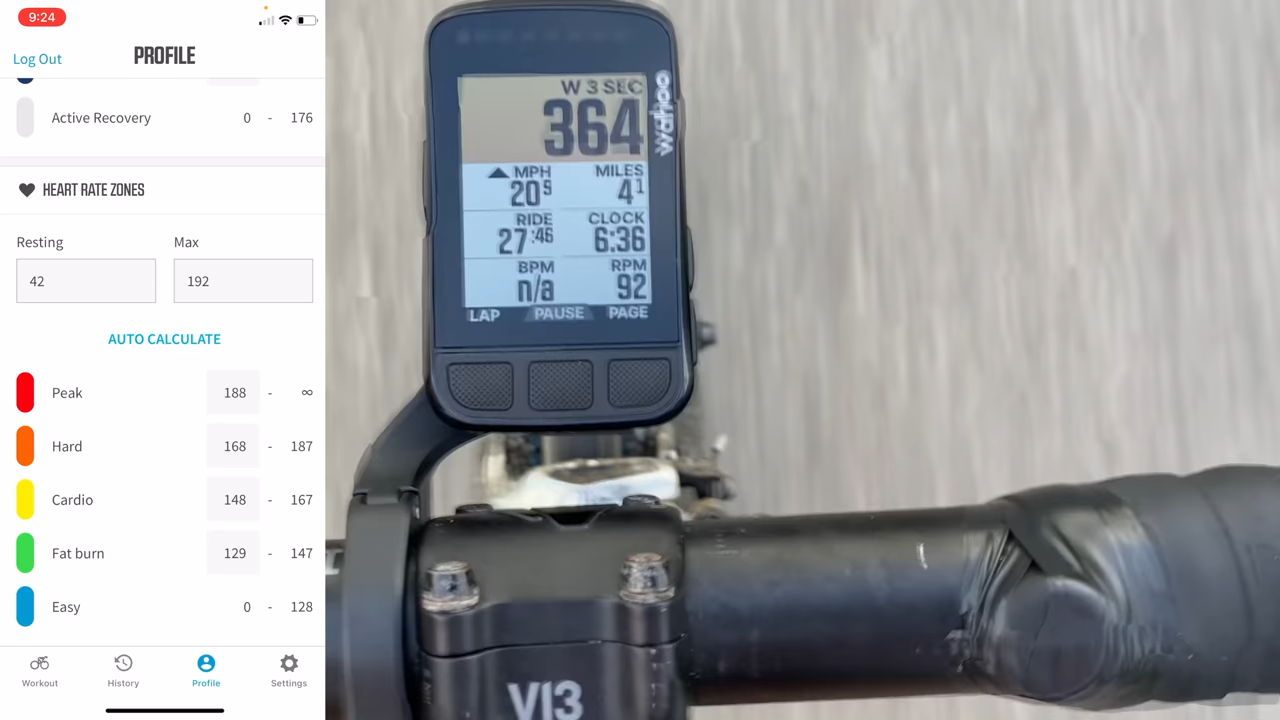 9:24
Log Out
PROFILE
Active Recovery 0 - 176
HEART RATE ZONES
Resting Max
42 192
AUTO CALCULATE
Peak 188 - ∞
Hard 168 - 187
Cardio 148 - 167
Fat burn 129 - 147
Easy 0 - 128
Workout History Profile Settings
W 3 SEC
364
wahoo
MPH MILES
20⁹ 4¹
RIDE CLOCK
27:46 6:36
BPM RPM
n/a 92
LAP PAUSE PAGE
V13